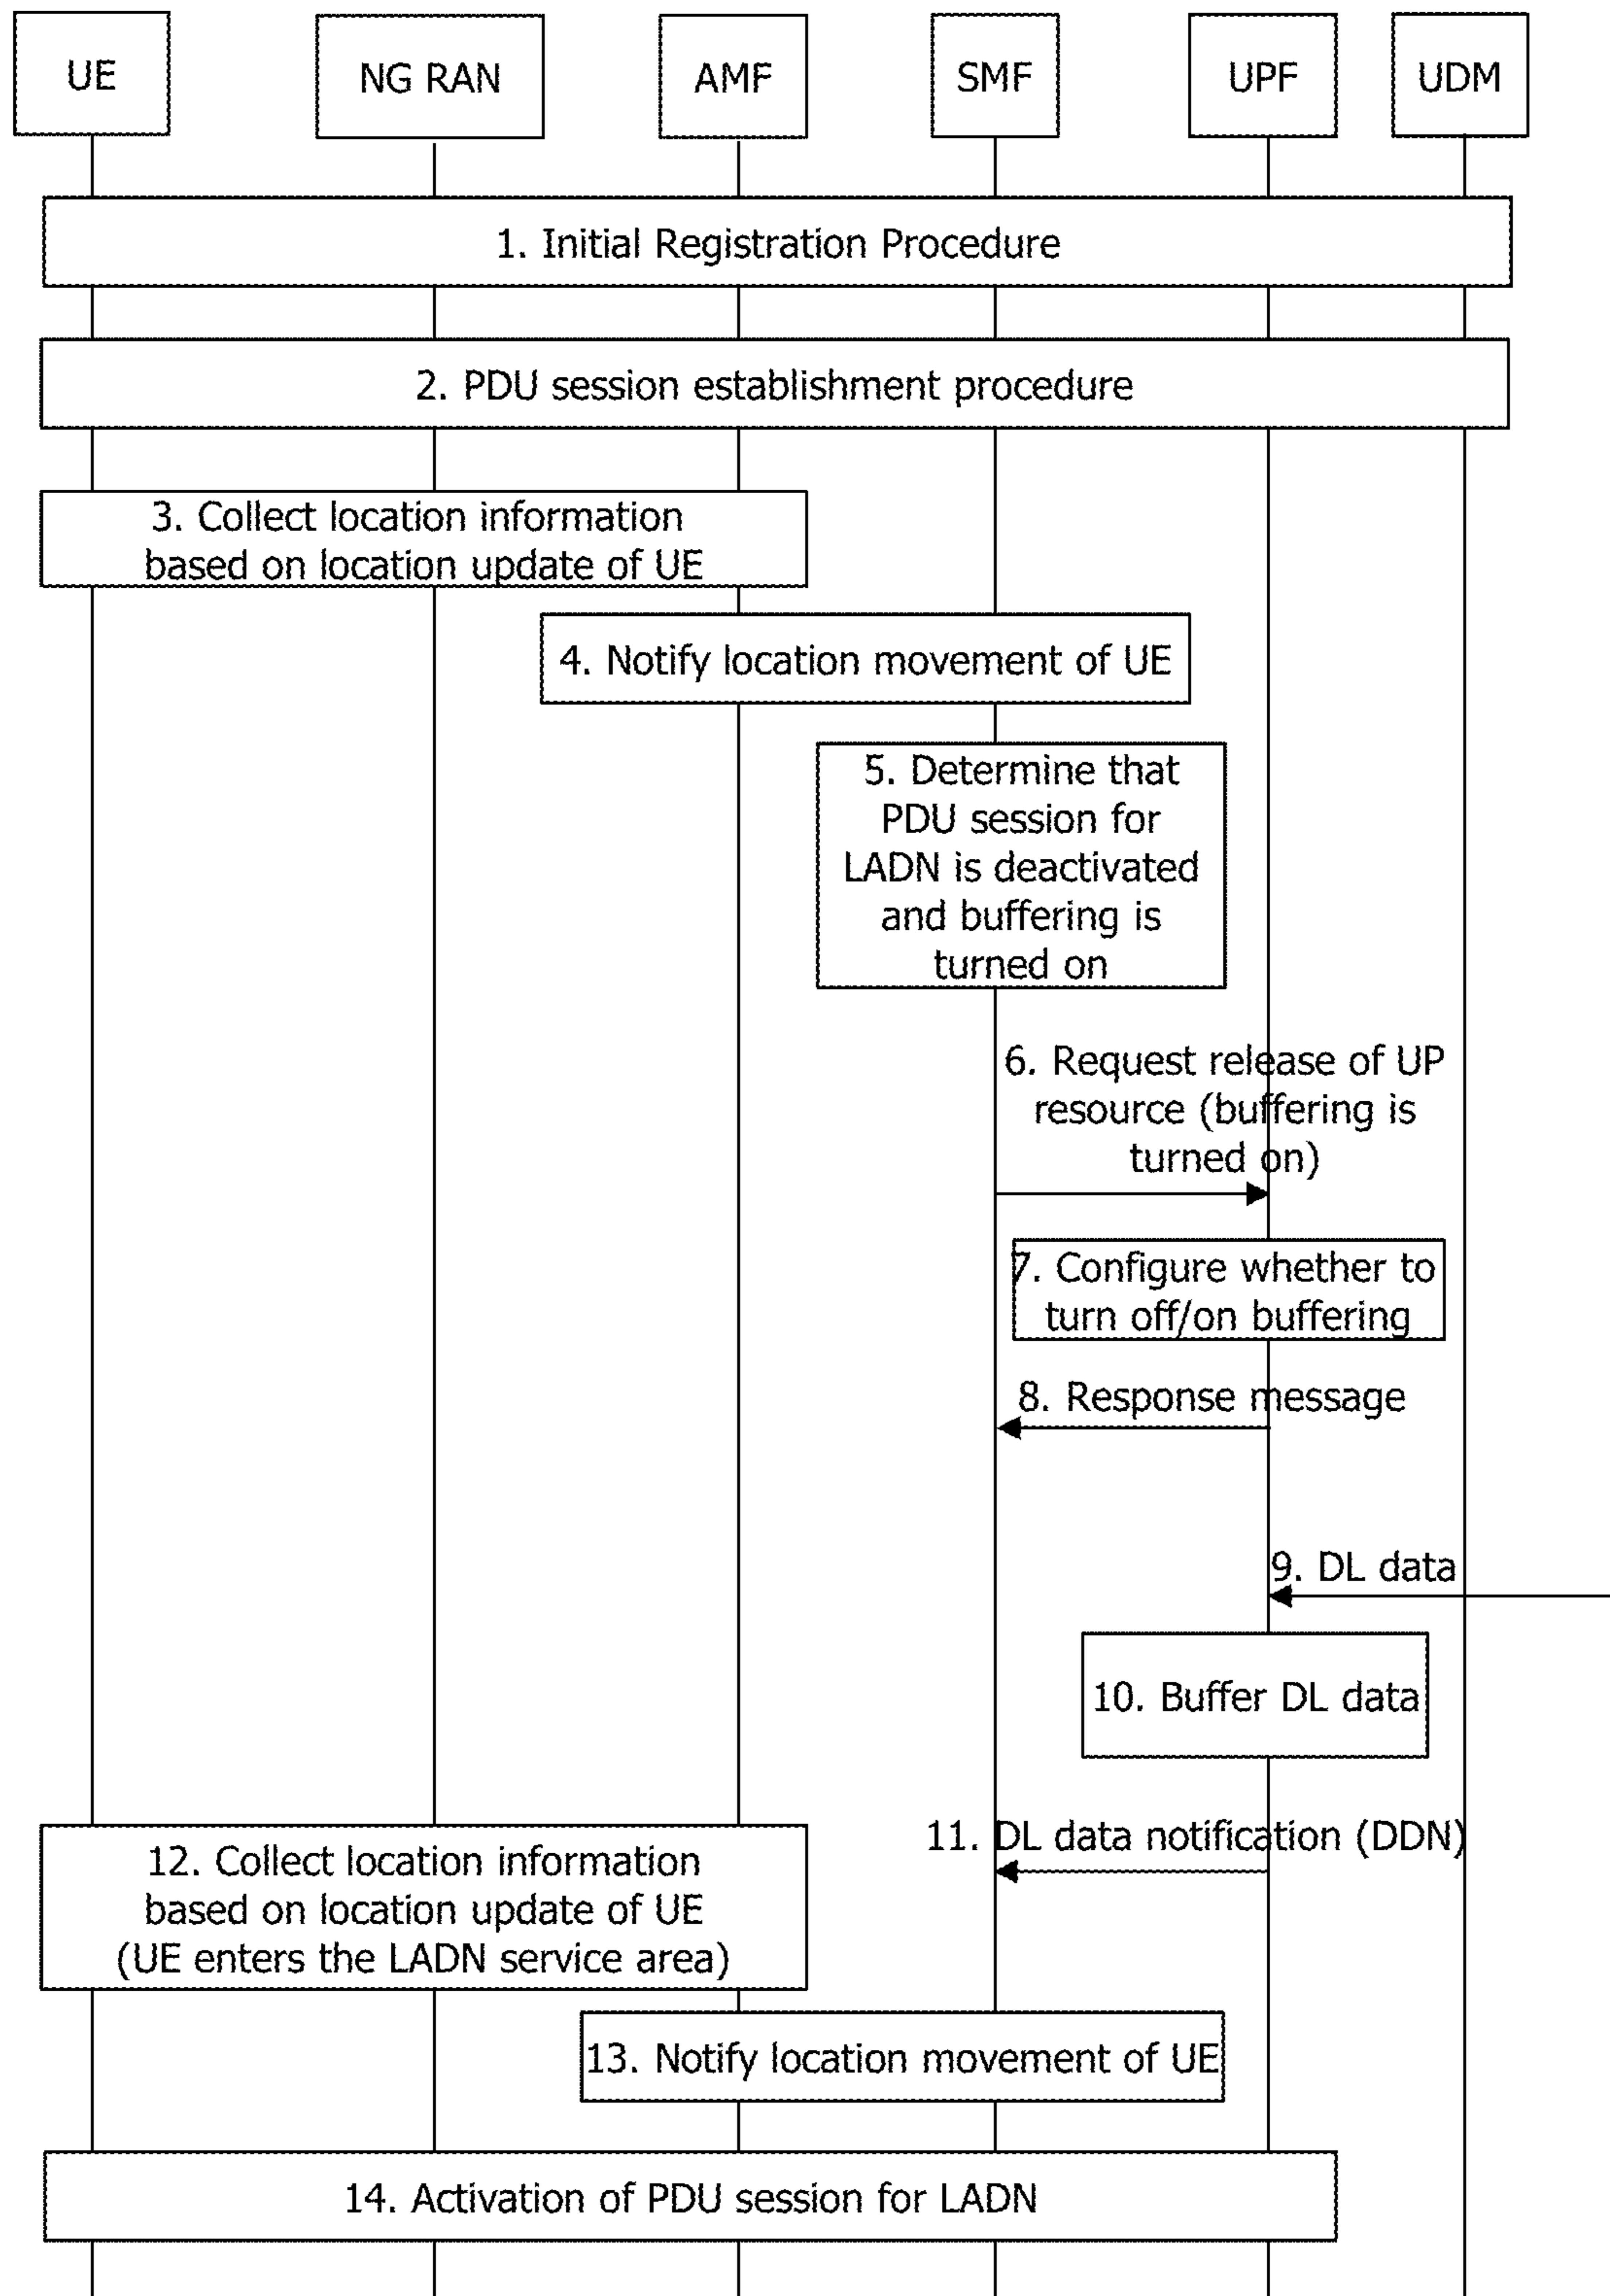 UE
NG RAN
AMF
SMF
UPF
UDM
1. Initial Registration Procedure
2. PDU session establishment procedure
3. Collect location information
based on location update of UE
4. Notify location movement of UE
5. Determine that
PDU session for
LADN is deactivated
and buffering is
turned on
6. Request release of UP
resource (buffering is
turned on)
7. Configure whether to
turn off/on buffering
8. Response message
9. DL data
10. Buffer DL data
11. DL data notification (DDN)
12. Collect location information
based on location update of UE
(UE enters the LADN service area)
13. Notify location movement of UE
14. Activation of PDU session for LADN